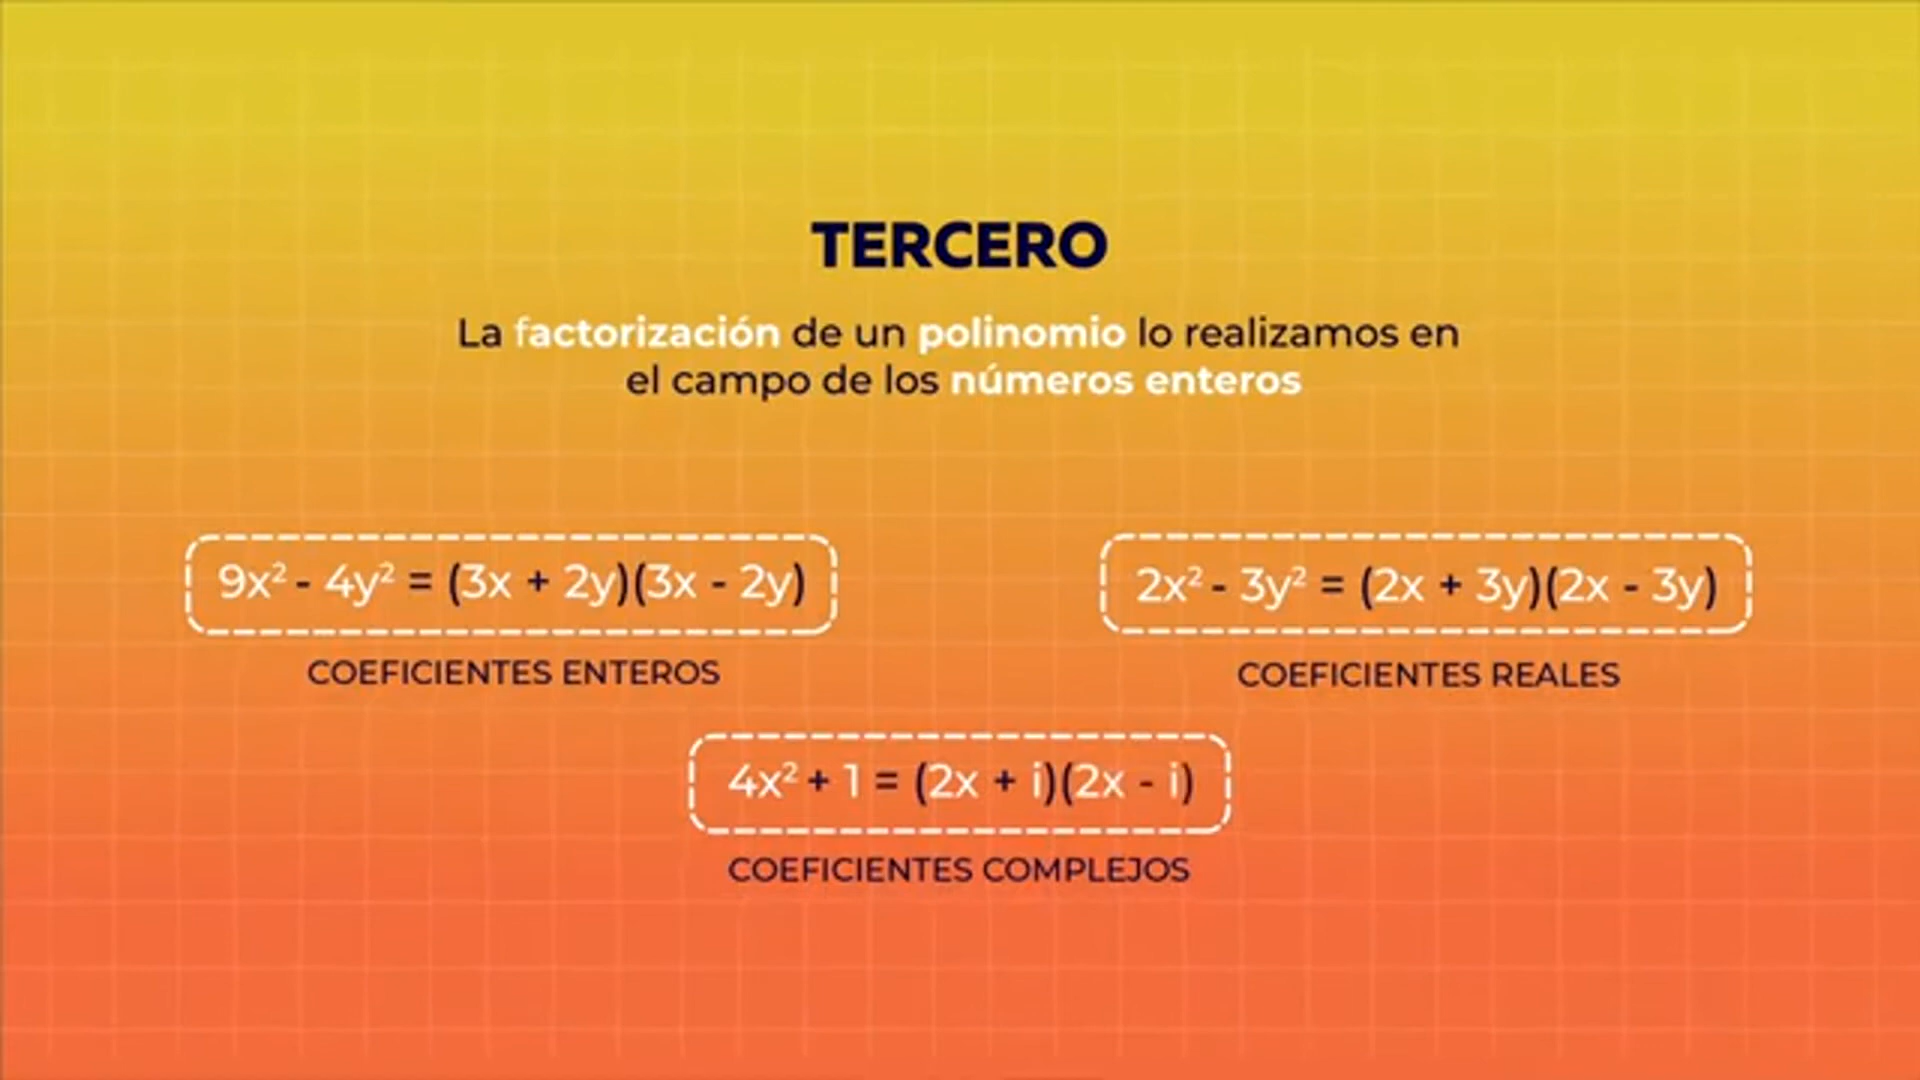 TERCERO
La factorización de un polinomio lo realizamos en
el campo de los números enteros
9x² - 4y² = (3x + 2y)(3x - 2y)
2x² - 3y² = (2x + 3y)(2x - 3y)
COEFICIENTES ENTEROS
COEFICIENTES REALES
4x² + 1 = (2x + i)(2x - i)
COEFICIENTES COMPLEJOS